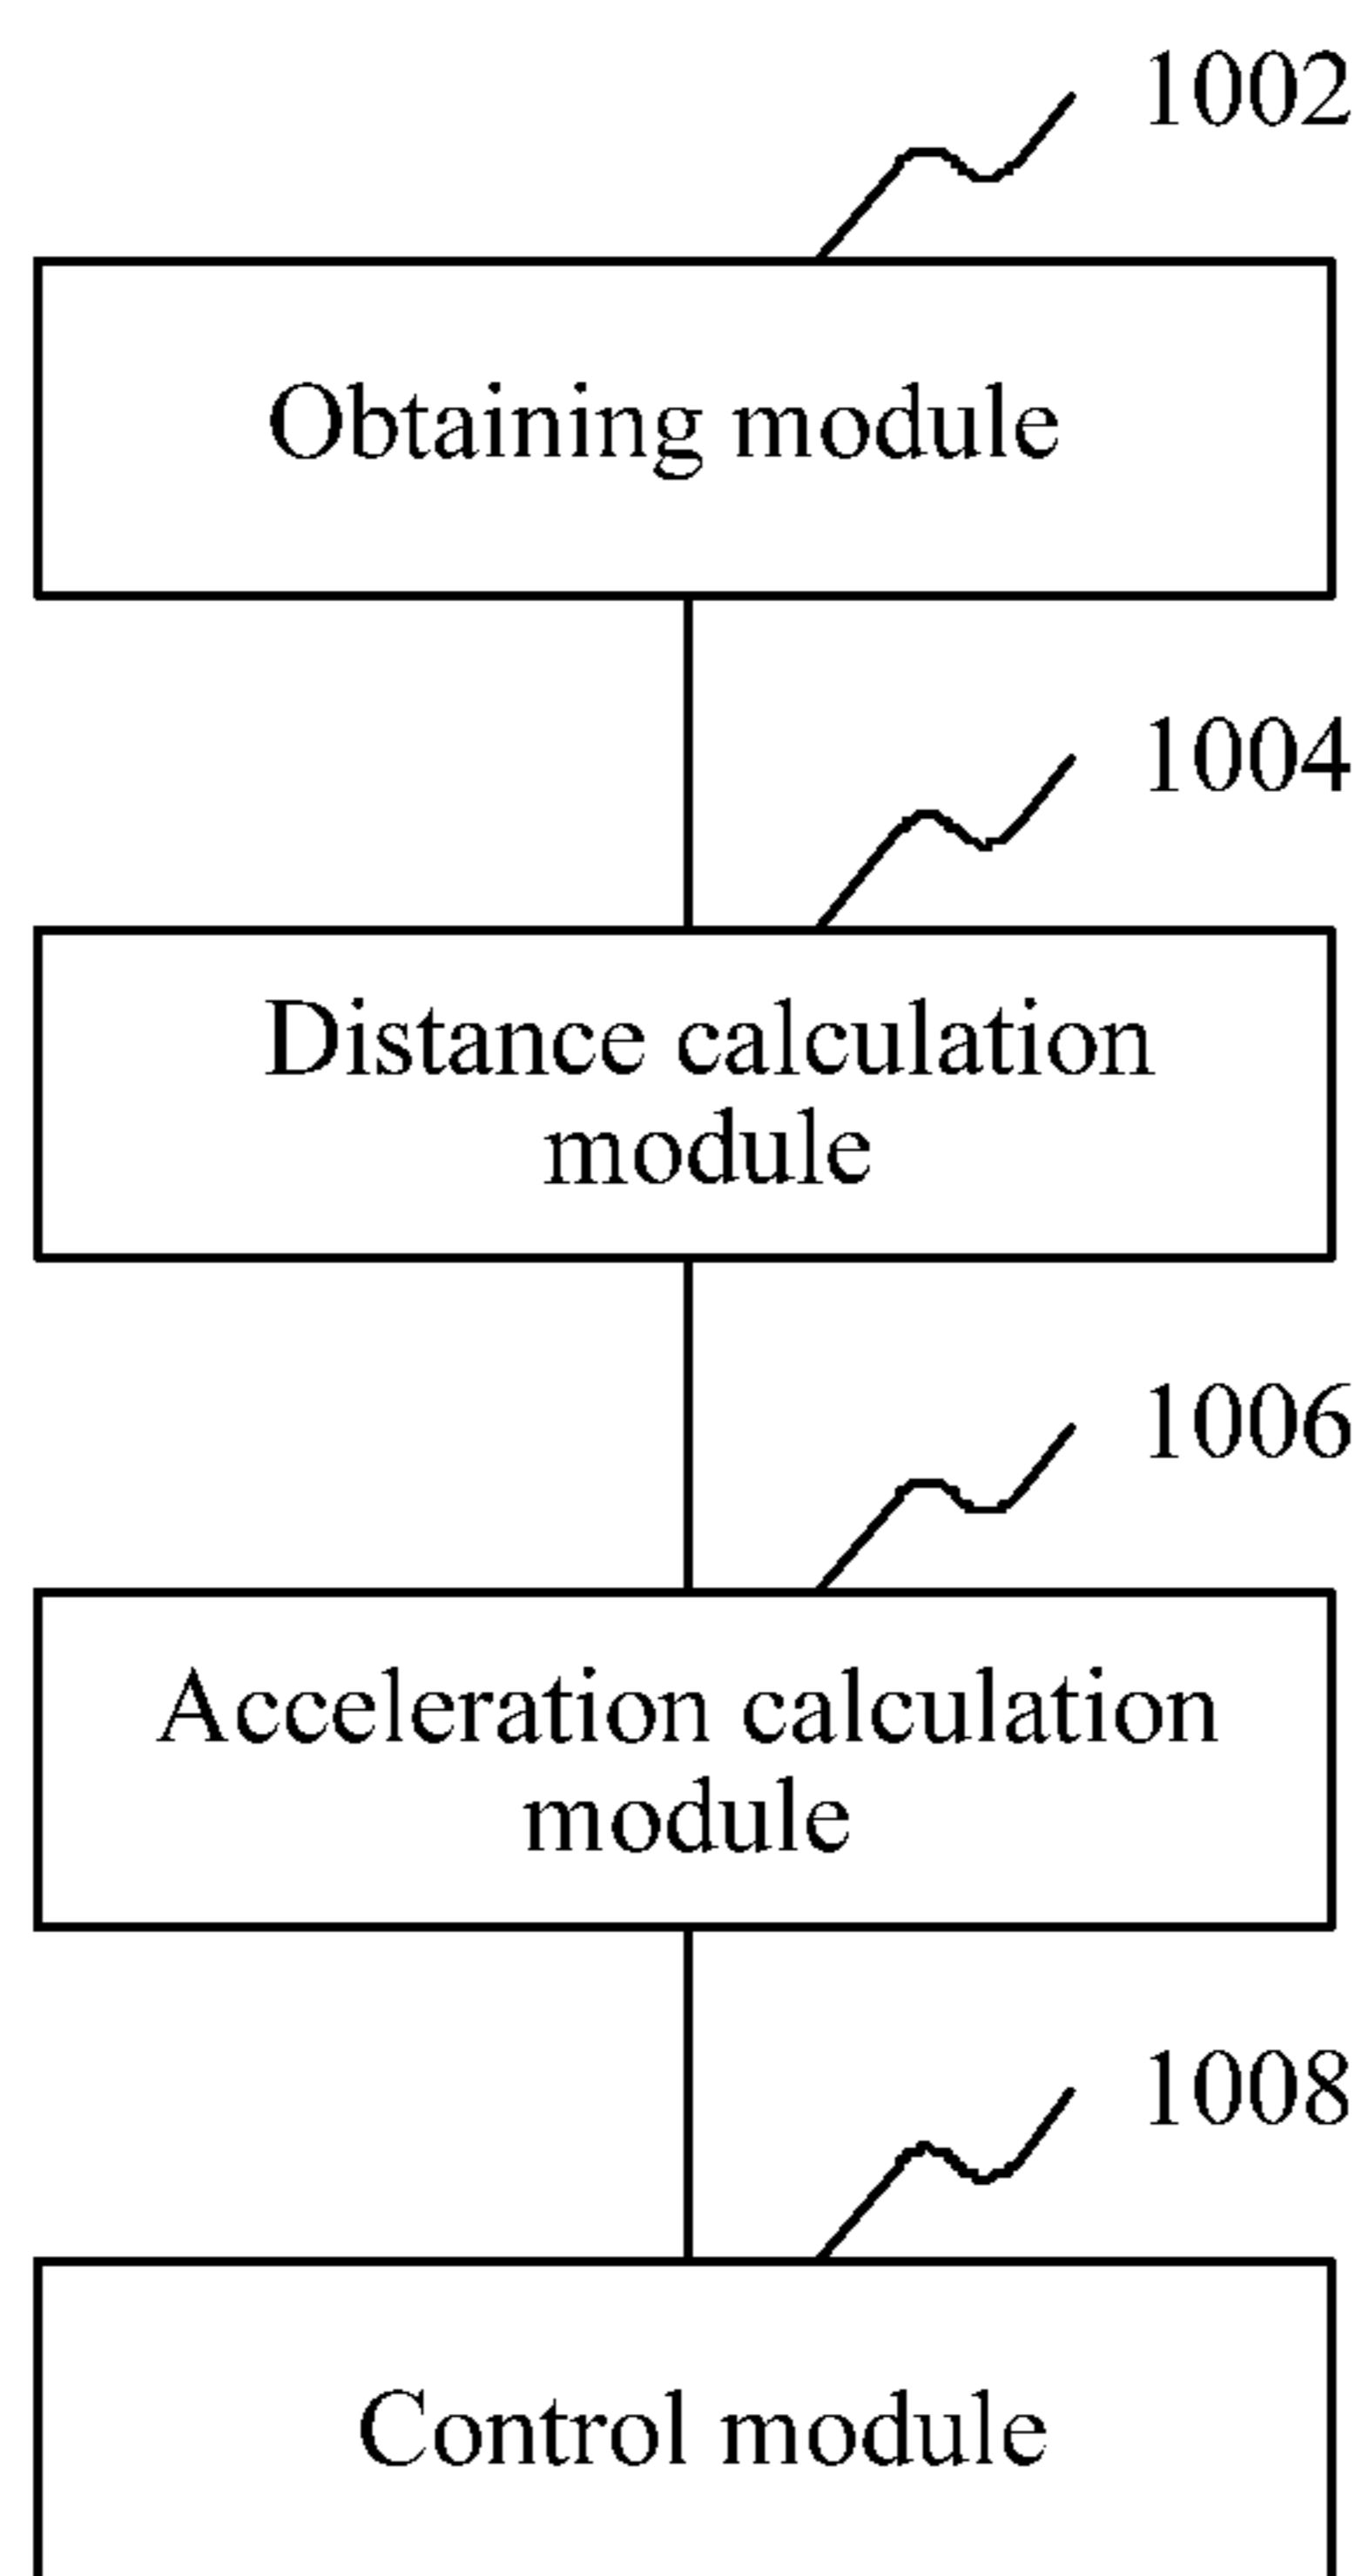 1002
Obtaining module
1004
Distance calculation
module
1006
Acceleration calculation
module
1008
Control module